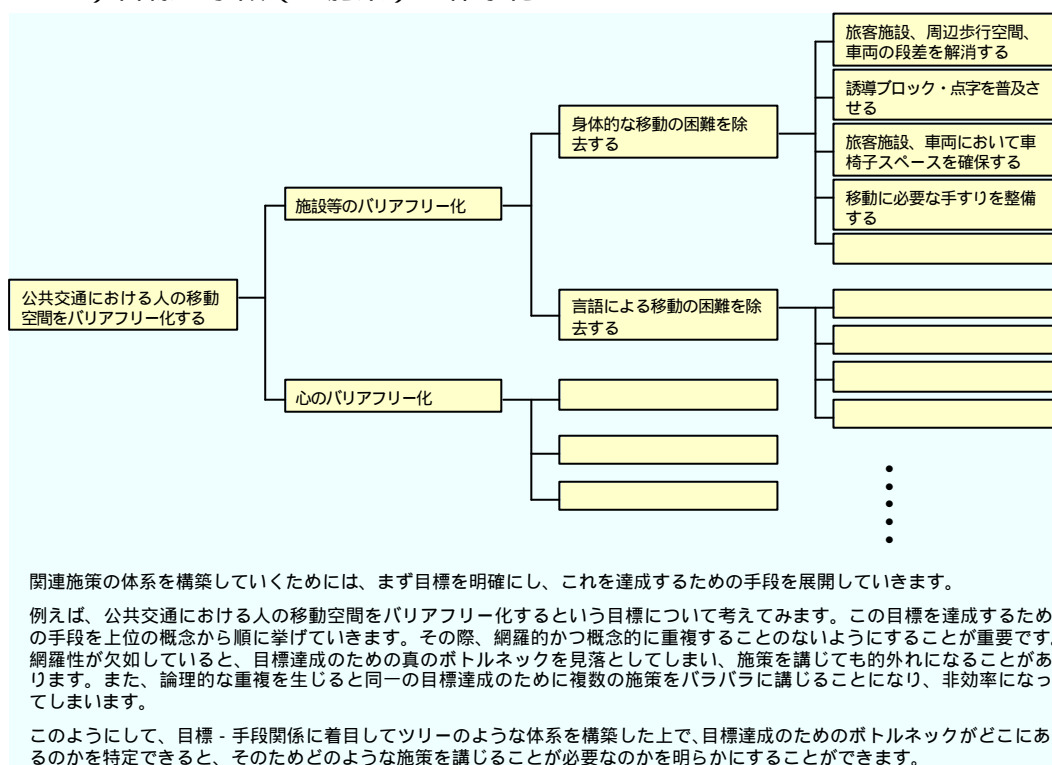 旅客施設、周辺歩行空間、
車両の段差を解消する
誘導ブロック・点字を普及さ
せる
身体的な移動の困難を除
去する
旅客施設、車両において車
椅子スペースを確保する
移動に必要な手すりを整備
する
施設等のバリアフリー化
公共交通における人の移動
空間をバリアフリー化する
言語による移動の困難を除
去する
心のバリアフリー化
関連施策の体系を構築していくためには、まず目標を明確にし、これを達成するための手段を展開していきます。
例えば、公共交通における人の移動空間をバリアフリー化するという目標について考えてみます。この目標を達成するため
の手段を上位の概念から順に挙げていきます。その際、網羅的かつ概念的に重複することのないようにすることが重要です。
網羅性が欠如していると、目標達成のための真のボトルネックを見落としてしまい、施策を講じても的外れになることがあ
ります。また、論理的な重複を生じると同一の目標達成のために複数の施策をバラバラに講じることになり、非効率になっ
てしまいます。
このようにして、目標‐手段関係に着目してツリーのような体系を構築した上で、目標達成のためのボトルネックがどこにあ
るのかを特定できると、そのためどのような施策を講じることが必要なのかを明らかにすることができます。